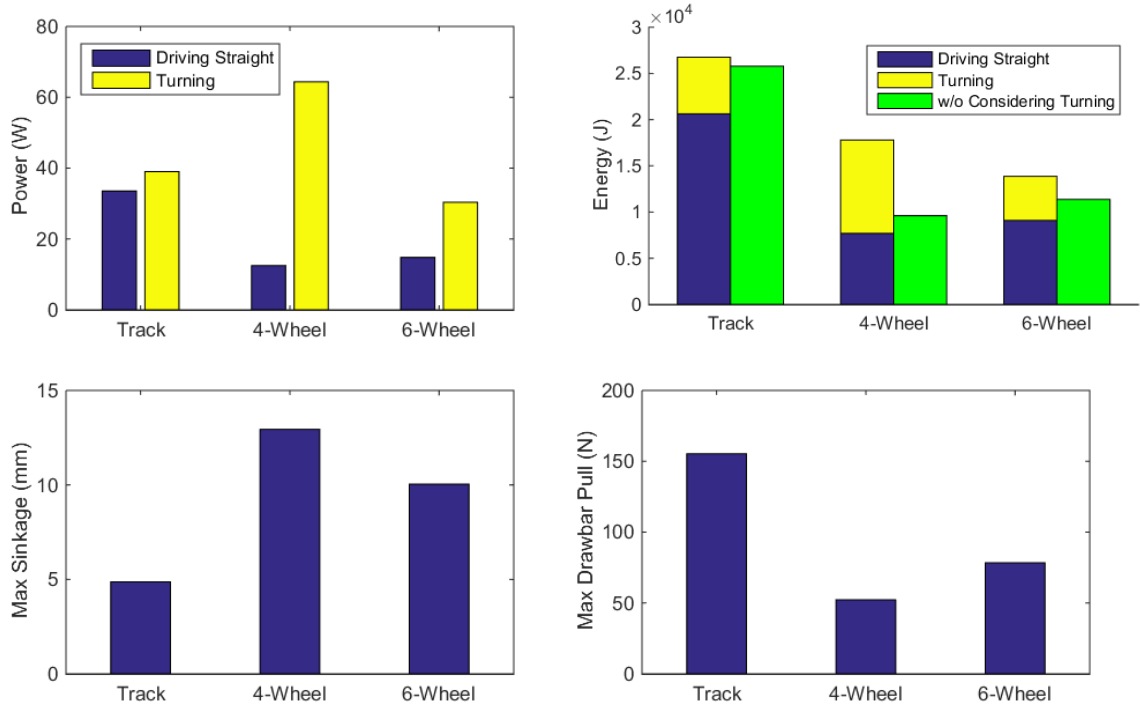 80
60
40
20
0
Power (W)
Driving Straight
Turning
Track
4-Wheel
6-Wheel
×10⁴
3
2.5
2
1.5
1
0.5
0
Energy (J)
Driving Straight
Turning
w/o Considering Turning
Track
4-Wheel
6-Wheel
15
10
5
0
Max Sinkage (mm)
Track
4-Wheel
6-Wheel
200
150
100
50
0
Max Drawbar Pull (N)
Track
4-Wheel
6-Wheel